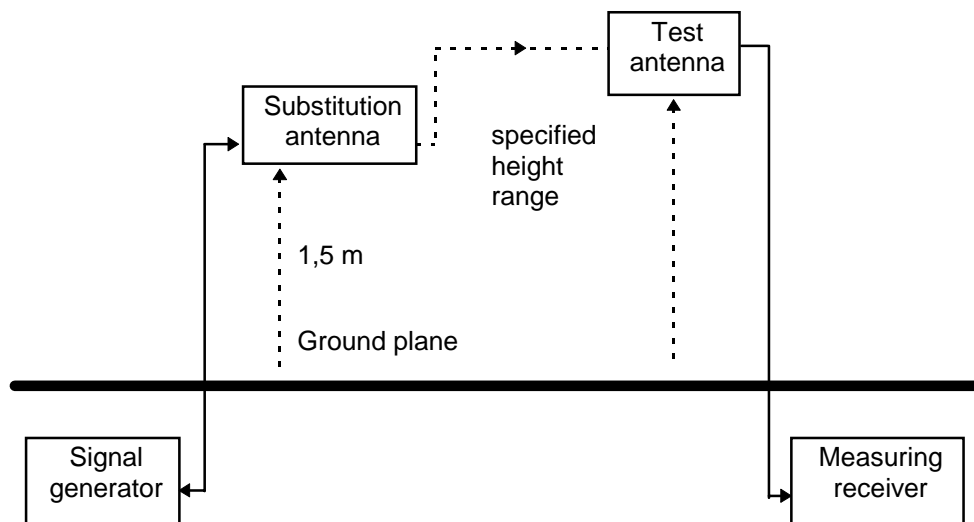 Test
antenna
Substitution
antenna
specified
height
range
1,5 m
Ground plane
Signal
generator
Measuring
receiver